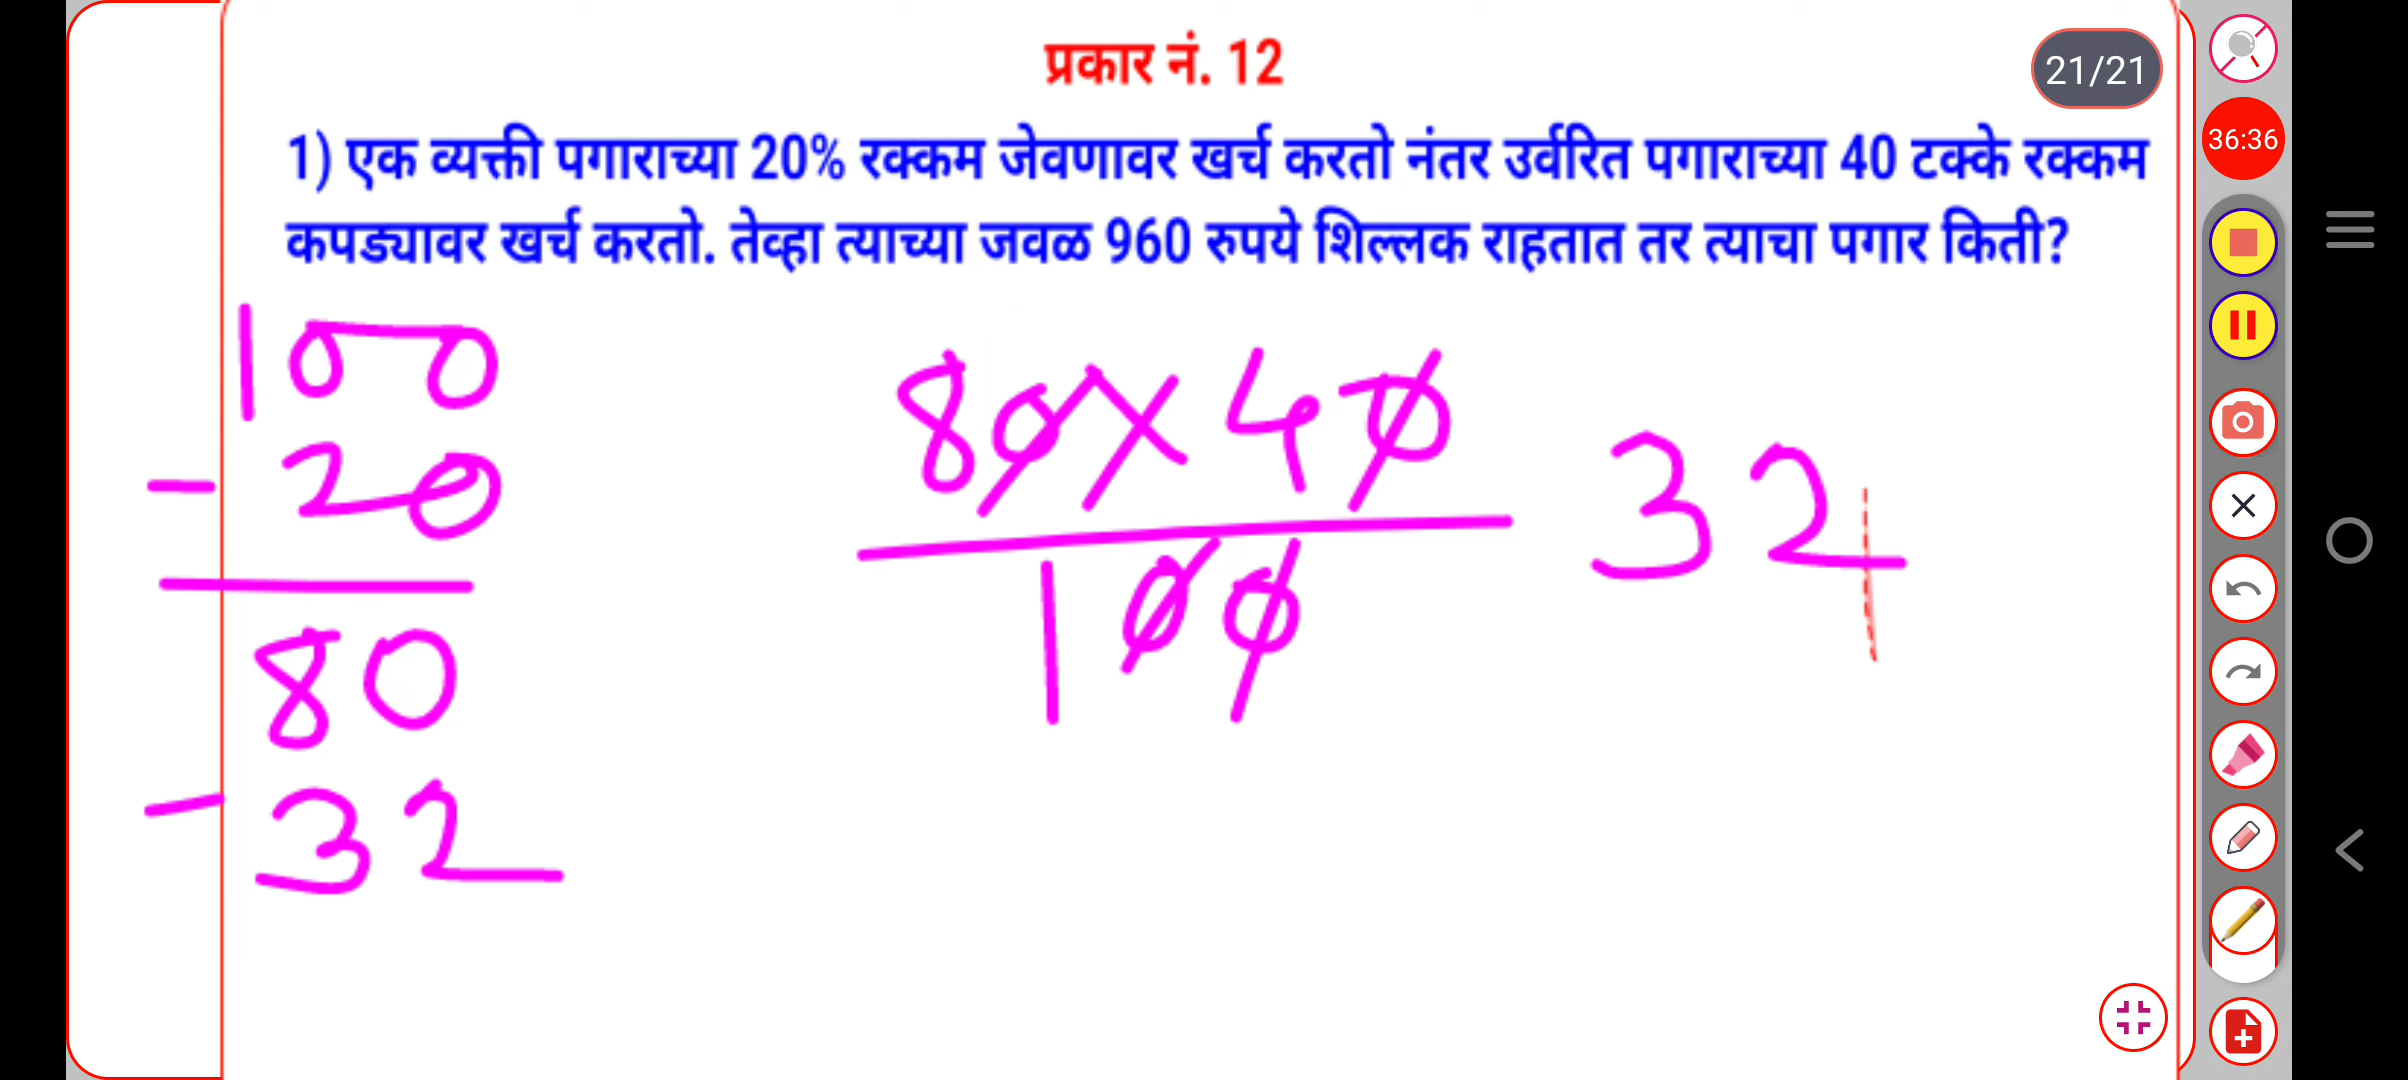 प्रकार नं. 12
21/21
36:36
1) एक व्यक्ती पगाराच्या 20% रक्कम जेवणावर खर्च करतो नंतर उर्वरित पगाराच्या 40 टक्के रक्कम
कपड्यावर खर्च करतो. तेव्हा त्याच्या जवळ 960 रुपये शिल्लक राहतात तर त्याचा पगार किती?
100
- 20
80
- 32
80 X 40
100
32